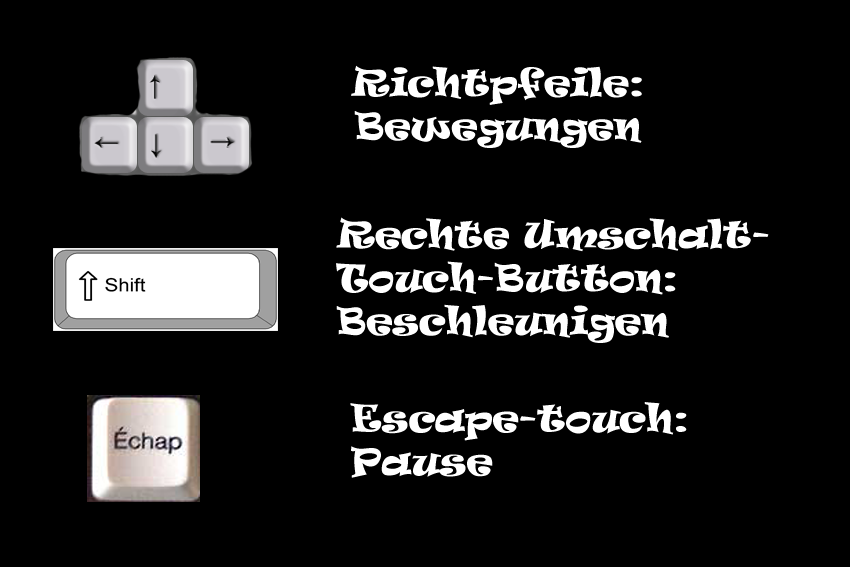 ↑
← ↓ →
Richtpfeile:
Bewegungen
⇧ Shift
Rechte Umschalt-
Touch-Button:
Beschleunigen
Échap
Escape-touch:
Pause